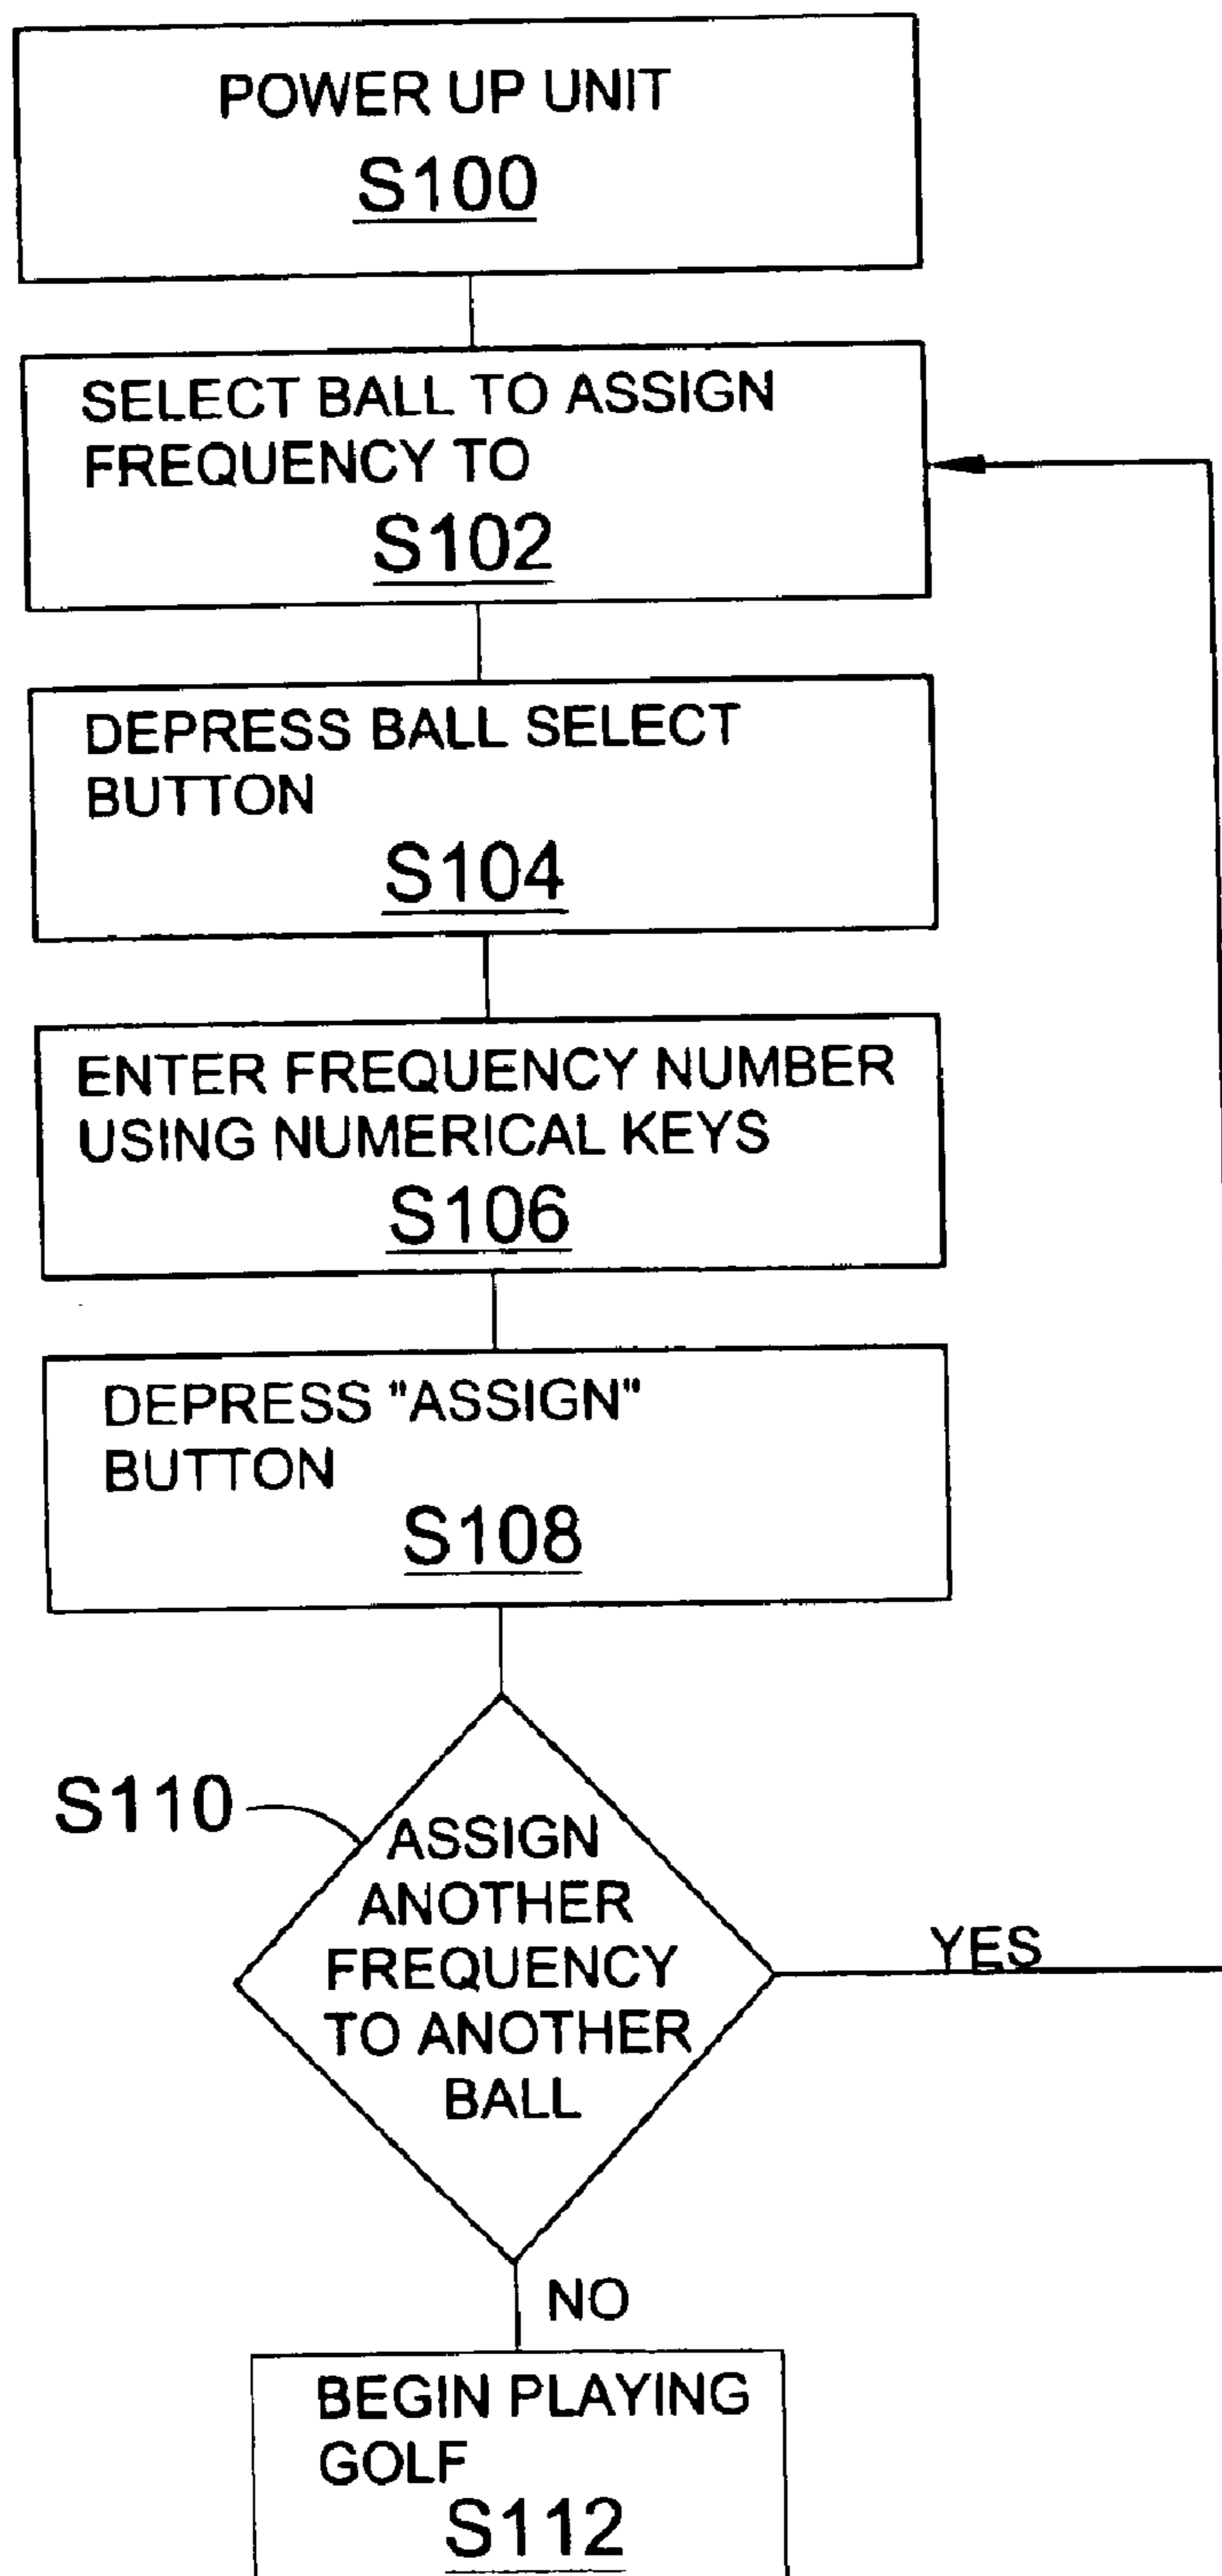 POWER UP UNIT
S100
SELECT BALL TO ASSIGN
FREQUENCY TO
S102
DEPRESS BALL SELECT
BUTTON
S104
ENTER FREQUENCY NUMBER
USING NUMERICAL KEYS
S106
DEPRESS "ASSIGN"
BUTTON
S108
S110
ASSIGN
ANOTHER
FREQUENCY
TO ANOTHER
BALL
YES
NO
BEGIN PLAYING
GOLF
S112